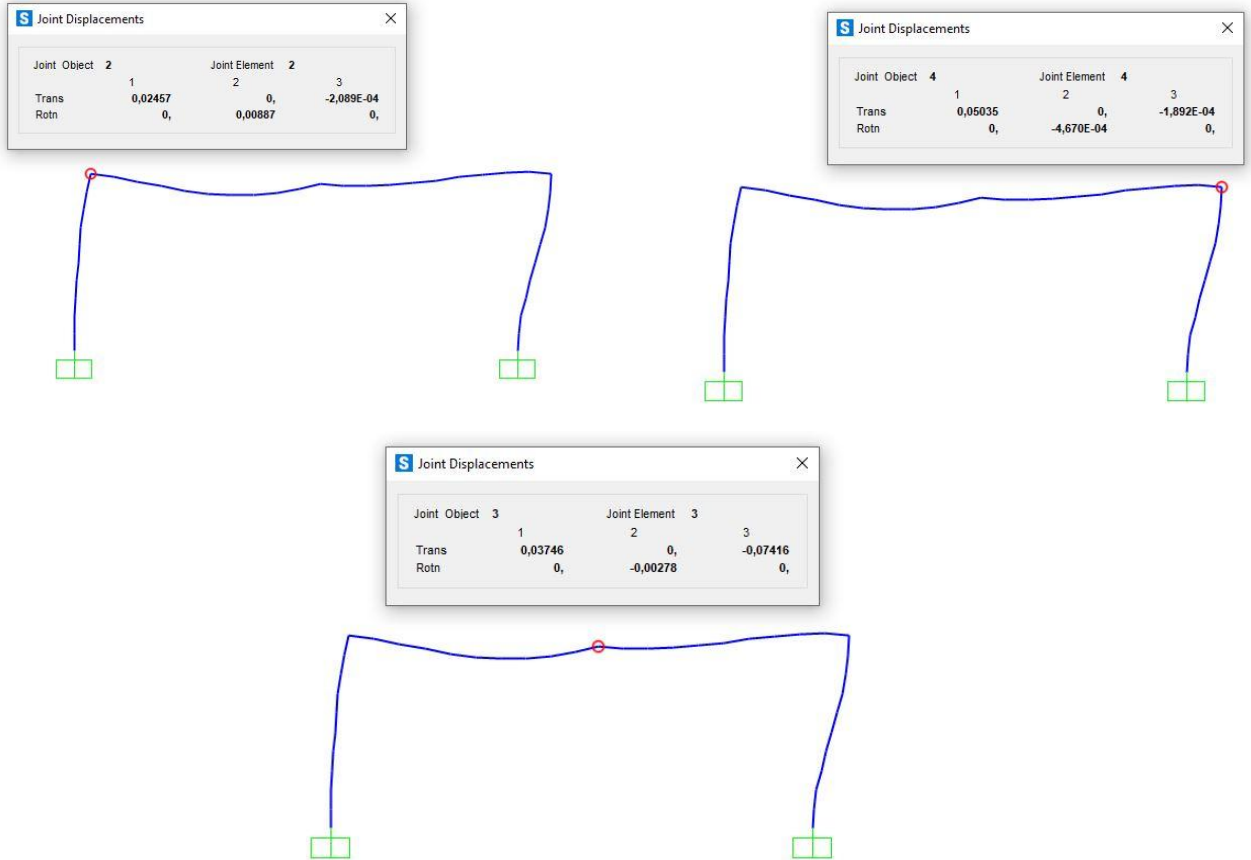 S Joint Displacements
Joint Object 2 Joint Element 2
1 2 3
Trans 0,02457 0, -2,089E-04
Rotn 0, 0,00887 0,
S Joint Displacements
Joint Object 4 Joint Element 4
1 2 3
Trans 0,05035 0, -1,892E-04
Rotn 0, -4,670E-04 0,
S Joint Displacements
Joint Object 3 Joint Element 3
1 2 3
Trans 0,03746 0, -0,07416
Rotn 0, -0,00278 0,